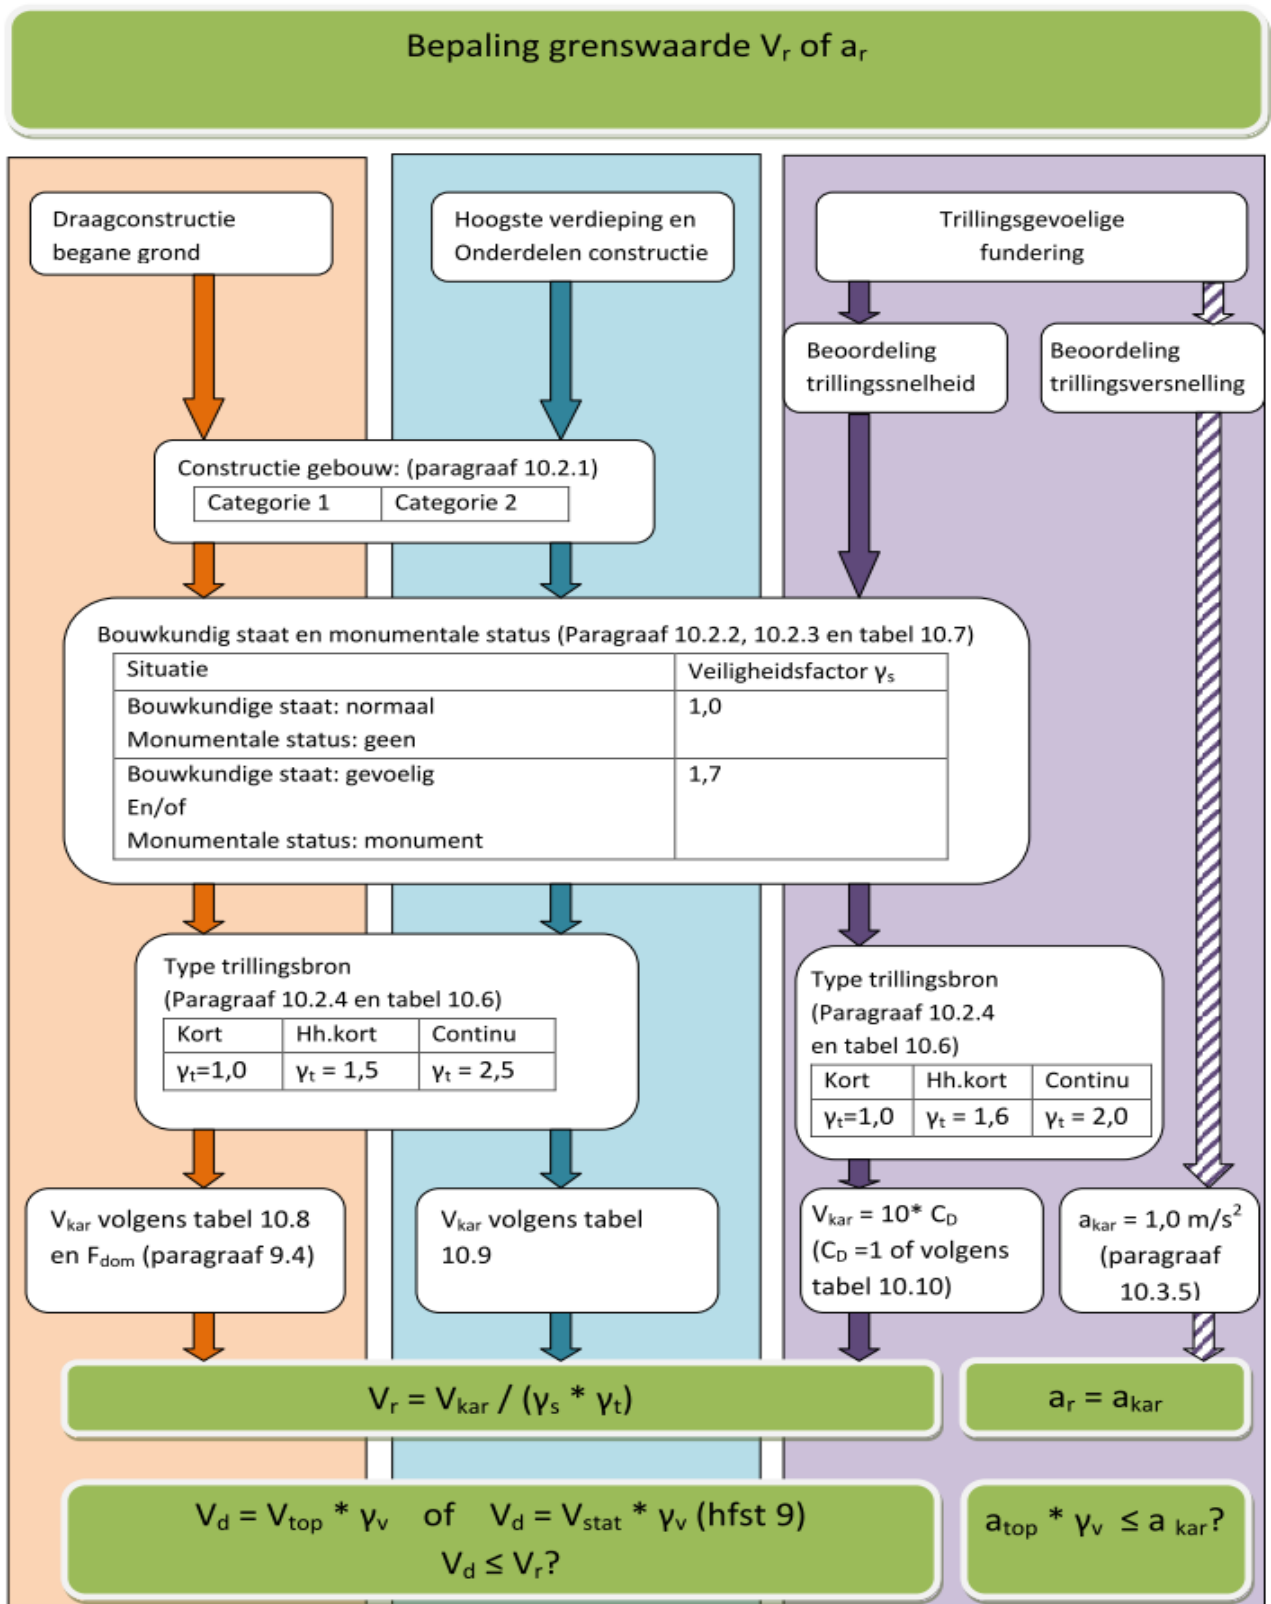 Bepaling grenswaarde Vr of ar
Draagconstructie
begane grond
Hoogste verdieping en
Onderdelen constructie
Trillingsgevoelige
fundering
Beoordeling
trillingssnelheid
Beoordeling
trillingsversnelling
Constructie gebouw: (paragraaf 10.2.1)
Categorie 1 Categorie 2
Bouwkundig staat en monumentale status (Paragraaf 10.2.2, 10.2.3 en tabel 10.7)
Situatie Veiligheidsfactor γs
Bouwkundige staat: normaal 1,0
Monumentale status: geen
Bouwkundige staat: gevoelig 1,7
En/of
Monumentale status: monument
Type trillingsbron
(Paragraaf 10.2.4 en tabel 10.6)
Kort Hh.kort Continu
γt=1,0 γt = 1,5 γt = 2,5
Type trillingsbron
(Paragraaf 10.2.4
en tabel 10.6)
Kort Hh.kort Continu
γt=1,0 γt = 1,6 γt = 2,0
Vkar volgens tabel 10.8
en Fdom (paragraaf 9.4)
Vkar volgens tabel
10.9
Vkar = 10* CD
(CD =1 of volgens
tabel 10.10)
akar = 1,0 m/s²
(paragraaf
10.3.5)
Vr = Vkar / (γs * γt)
ar = akar
Vd = Vtop * γv of Vd = Vstat * γv (hfst 9)
Vd ≤ Vr?
atop * γv ≤ a kar?